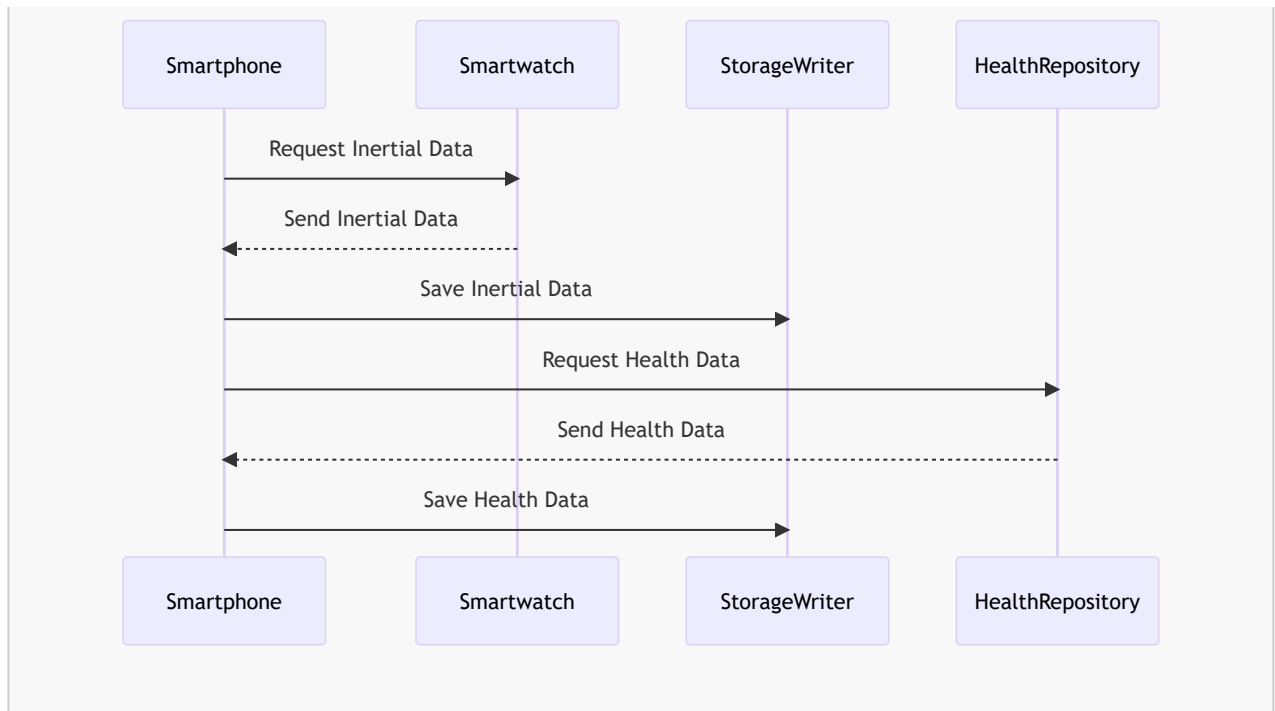 Smartphone Smartwatch StorageWriter HealthRepository
Request Inertial Data
Send Inertial Data
Save Inertial Data
Request Health Data
Send Health Data
Save Health Data
Smartphone Smartwatch StorageWriter HealthRepository